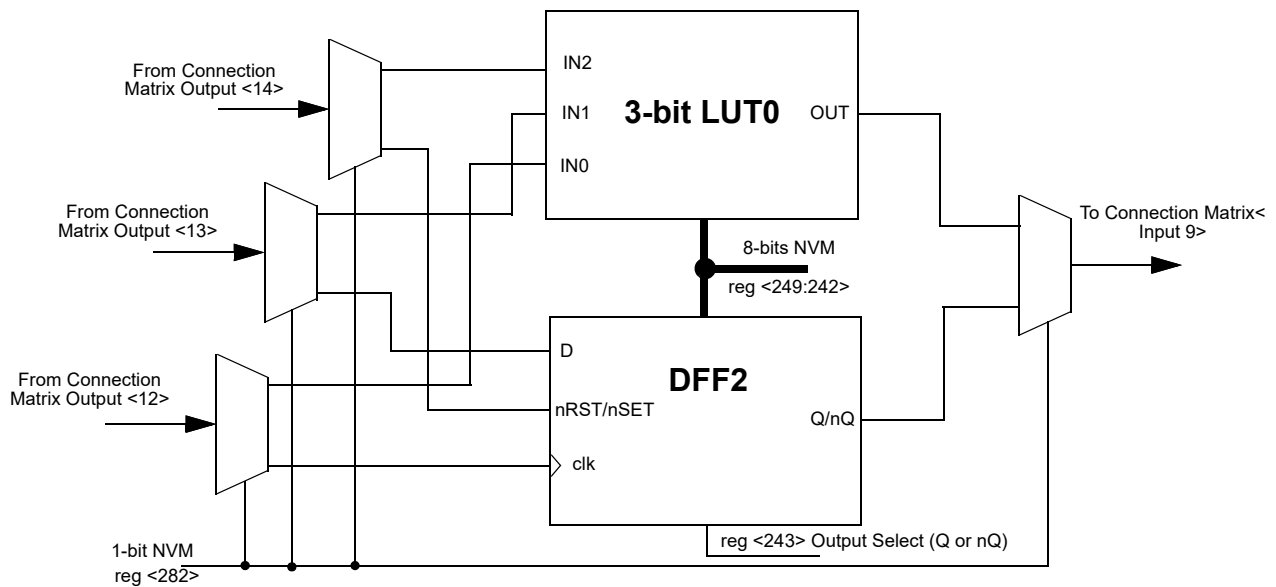 From Connection
Matrix Output <14>
IN2
IN1
IN0
3-bit LUT0
OUT
From Connection
Matrix Output <13>
To Connection Matrix<
Input 9>
8-bits NVM
reg <249:242>
D
DFF2
From Connection
Matrix Output <12>
nRST/nSET
Q/nQ
clk
reg <243> Output Select (Q or nQ)
1-bit NVM
reg <282>